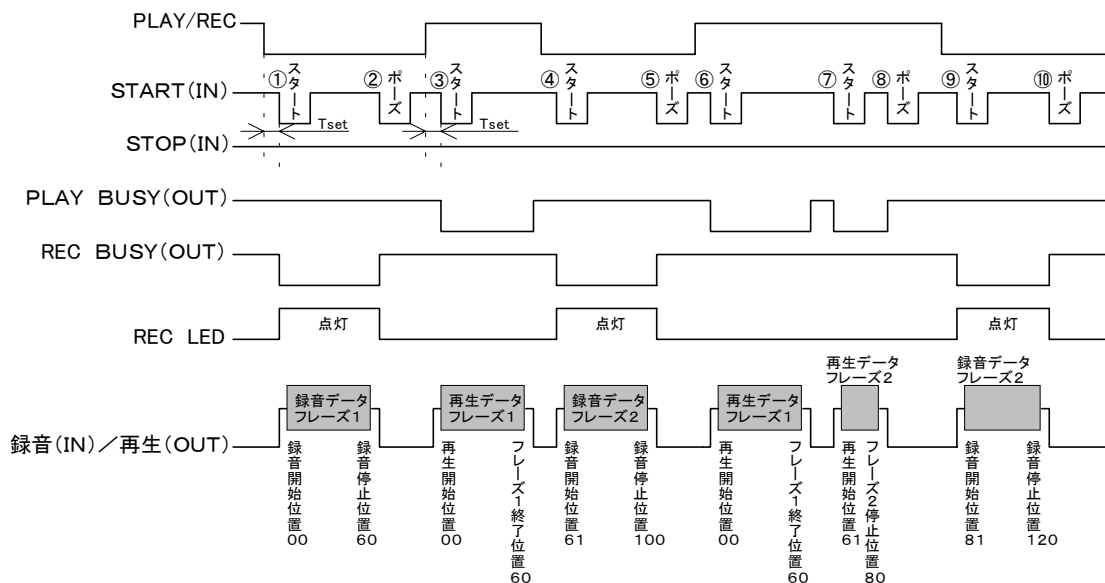 PLAY/REC
① スタート
② ポーズ
③ スタート
④ スタート
⑤ ポーズ
⑥ スタート
⑦ スタート
⑧ ポーズ
⑨ スタート
⑩ ポーズ
START(IN)
Tset
Tset
STOP(IN)
PLAY BUSY(OUT)
REC BUSY(OUT)
REC LED
点灯
点灯
点灯
録音(IN)/再生(OUT)
録音データ
フレーズ1
再生データ
フレーズ1
録音データ
フレーズ2
再生データ
フレーズ1
再生データ
フレーズ2
録音データ
フレーズ2
録音開始位置
00
録音停止位置
60
再生開始位置
00
フレーズ1終了位置
60
録音開始位置
61
録音停止位置
100
再生開始位置
00
フレーズ1終了位置
60
再生開始位置
61
フレーズ2停止位置
80
録音開始位置
81
録音停止位置
120